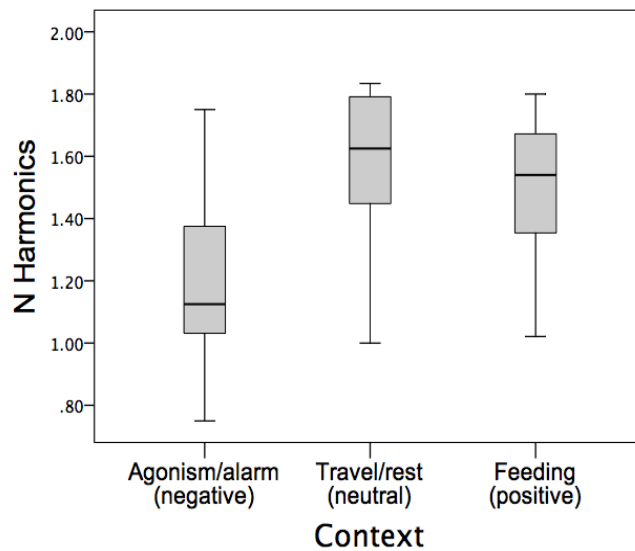 2.00
1.80
1.60
1.40
1.20
1.00
.80
N Harmonics
Agonism/alarm
(negative)
Travel/rest
(neutral)
Feeding
(positive)
Context